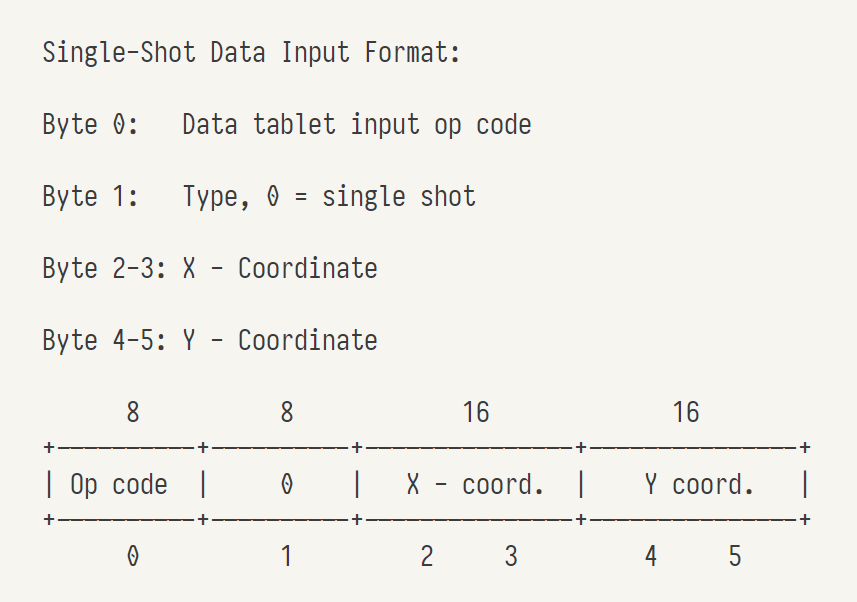 Single-Shot Data Input Format:
Byte 0:   Data tablet input op code
Byte 1:   Type, 0 = single shot
Byte 2-3: X - Coordinate
Byte 4-5: Y - Coordinate
      8          8            16             16
+----------+----------+---------------+---------------+
| Op code  |     0    |   X - coord.  |    Y coord.   |
+----------+----------+---------------+---------------+
      0          1         2     3         4     5